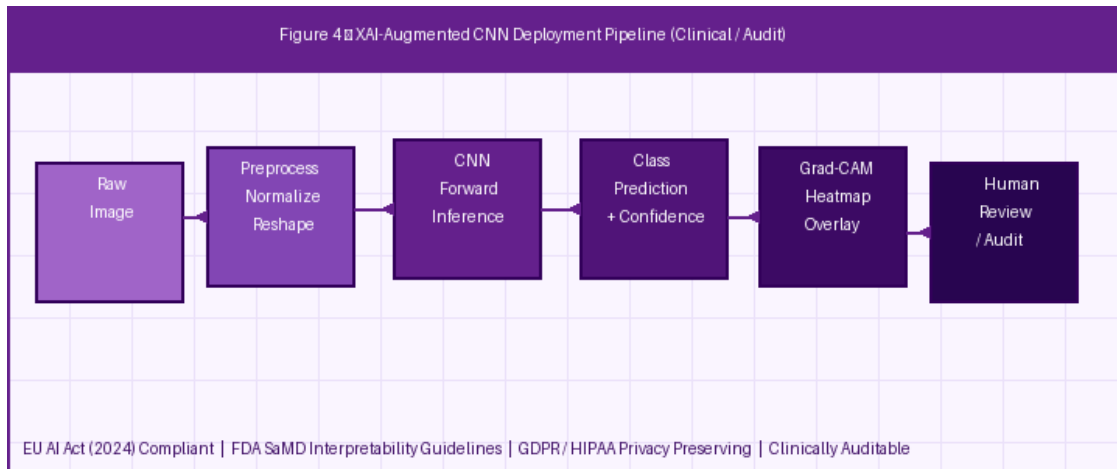 Figure 4 XAI-Augmented CNN Deployment Pipeline (Clinical / Audit)
Raw
Image
Preprocess
Normalize
Reshape
CNN
Forward
Inference
Class
Prediction
+ Confidence
Grad-CAM
Heatmap
Overlay
Human
Review
/ Audit
EU AI Act (2024) Compliant | FDA SaMD Interpretability Guidelines | GDPR / HIPAA Privacy Preserving | Clinically Auditable